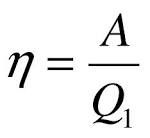 η = A / Q₁